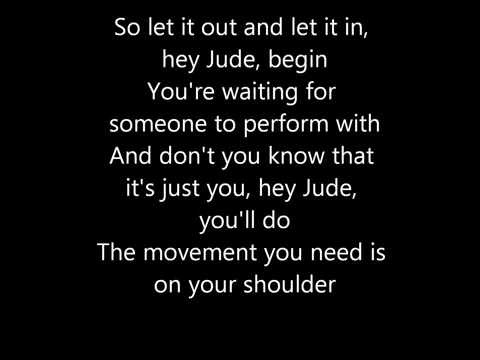 So let it out and let it in,
hey Jude, begin
You're waiting for
someone to perform with
And don't you know that
it's just you, hey Jude,
you'll do
The movement you need is
on your shoulder